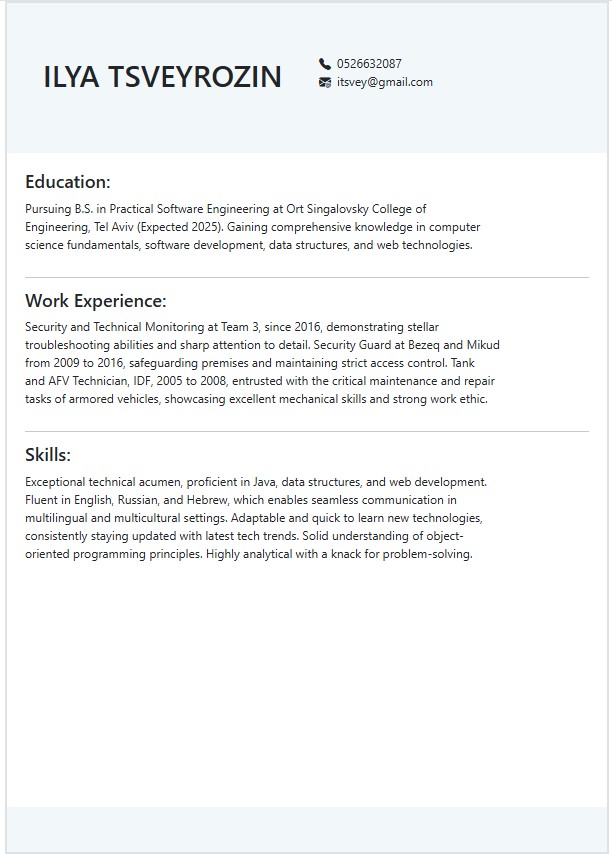 ILYA TSVEYROZIN
0526632087
itsvey@gmail.com
Education:
Pursuing B.S. in Practical Software Engineering at Ort Singalovsky College of
Engineering, Tel Aviv (Expected 2025). Gaining comprehensive knowledge in computer
science fundamentals, software development, data structures, and web technologies.
Work Experience:
Security and Technical Monitoring at Team 3, since 2016, demonstrating stellar
troubleshooting abilities and sharp attention to detail. Security Guard at Bezeq and Mikud
from 2009 to 2016, safeguarding premises and maintaining strict access control. Tank
and AFV Technician, IDF, 2005 to 2008, entrusted with the critical maintenance and repair
tasks of armored vehicles, showcasing excellent mechanical skills and strong work ethic.
Skills:
Exceptional technical acumen, proficient in Java, data structures, and web development.
Fluent in English, Russian, and Hebrew, which enables seamless communication in
multilingual and multicultural settings. Adaptable and quick to learn new technologies,
consistently staying updated with latest tech trends. Solid understanding of object-
oriented programming principles. Highly analytical with a knack for problem-solving.